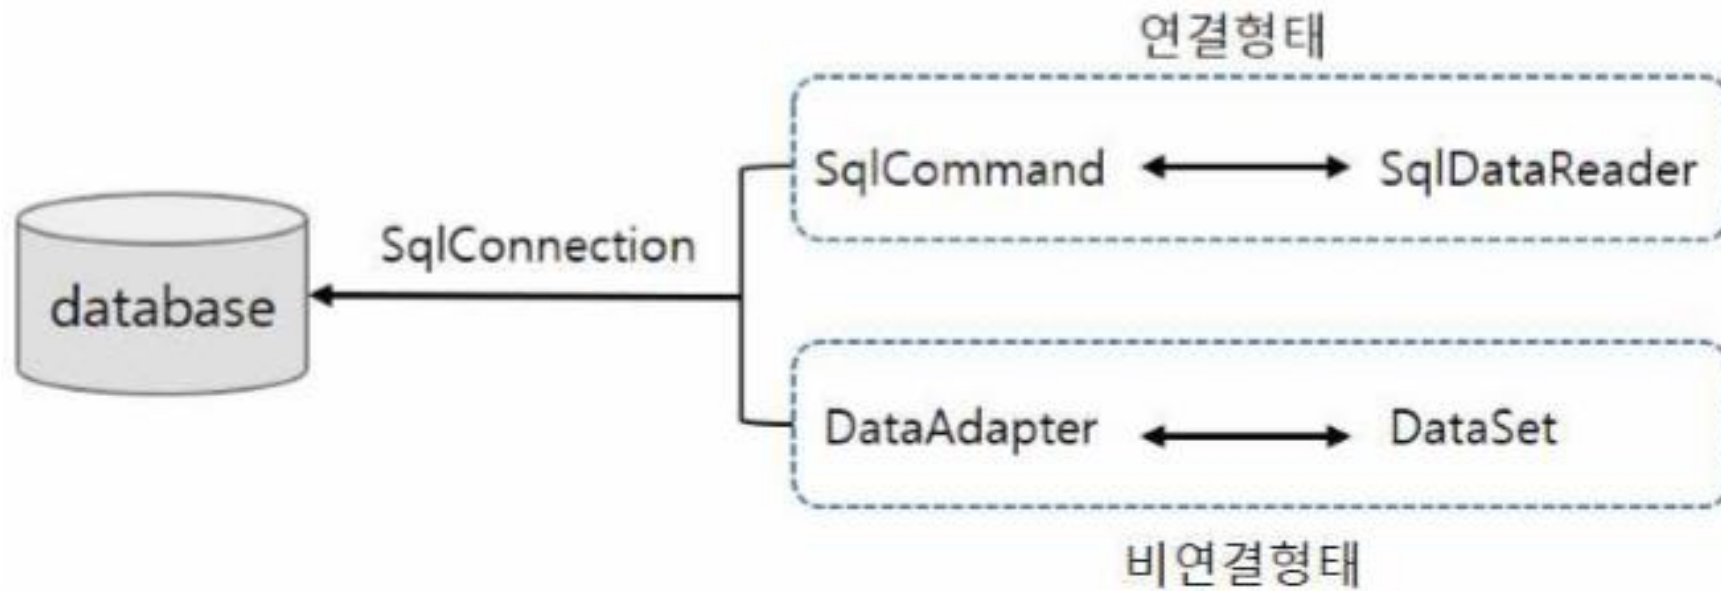 연결형태
SqlCommand SqlDataReader
SqlConnection
database
DataAdapter DataSet
비연결형태